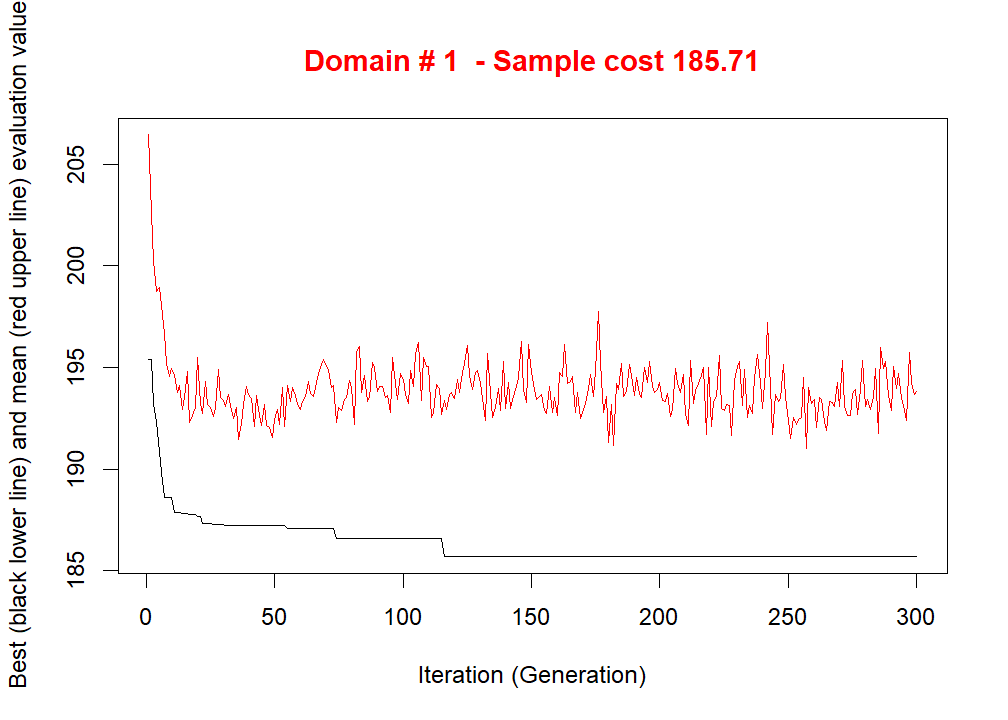 Domain # 1  - Sample cost 185.71
Best (black lower line) and mean (red upper line) evaluation value
205
200
195
190
185
0 50 100 150 200 250 300
Iteration (Generation)